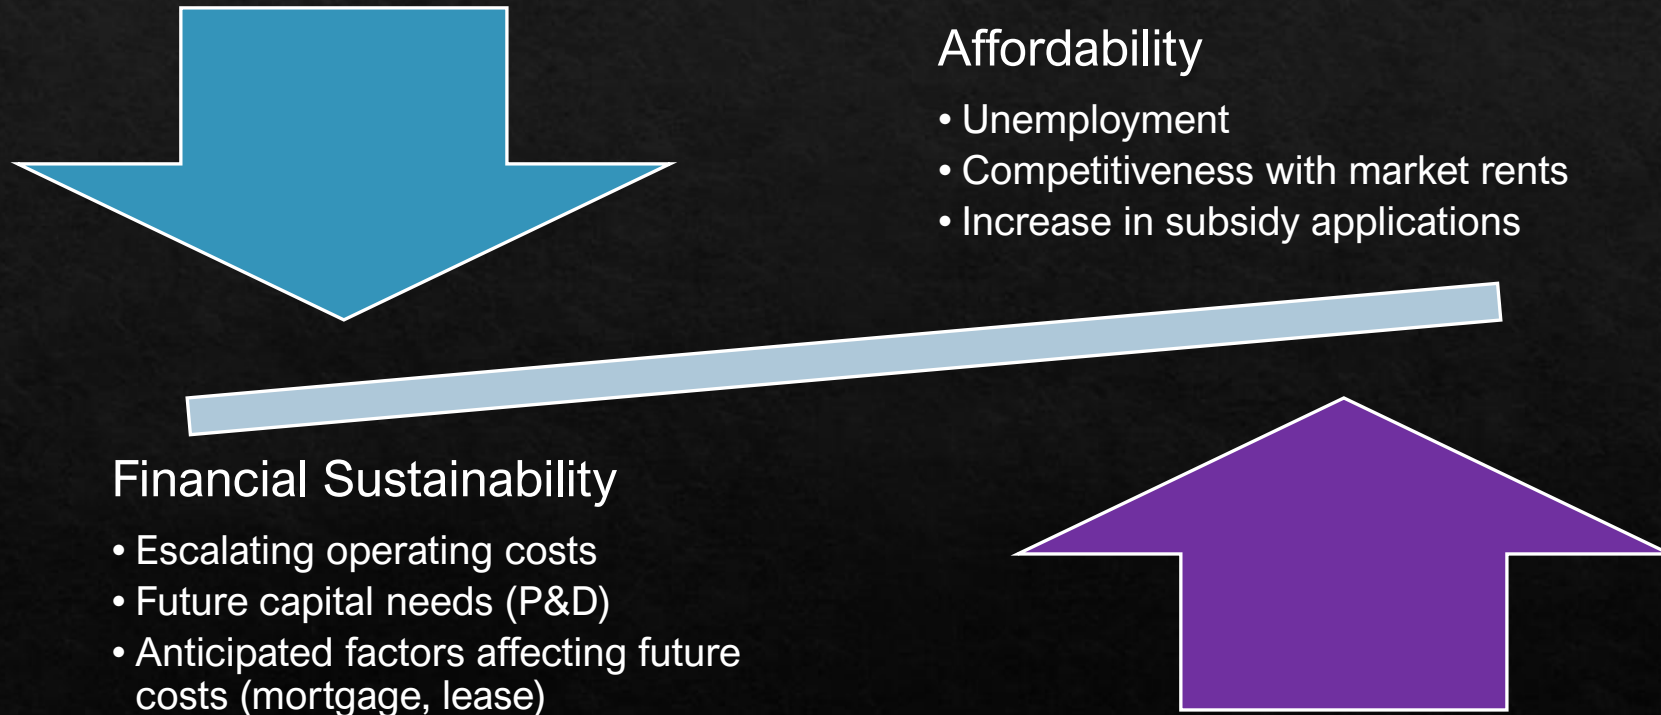 Affordability
• Unemployment
• Competitiveness with market rents
• Increase in subsidy applications
Financial Sustainability
• Escalating operating costs
• Future capital needs (P&D)
• Anticipated factors affecting future
costs (mortgage, lease)